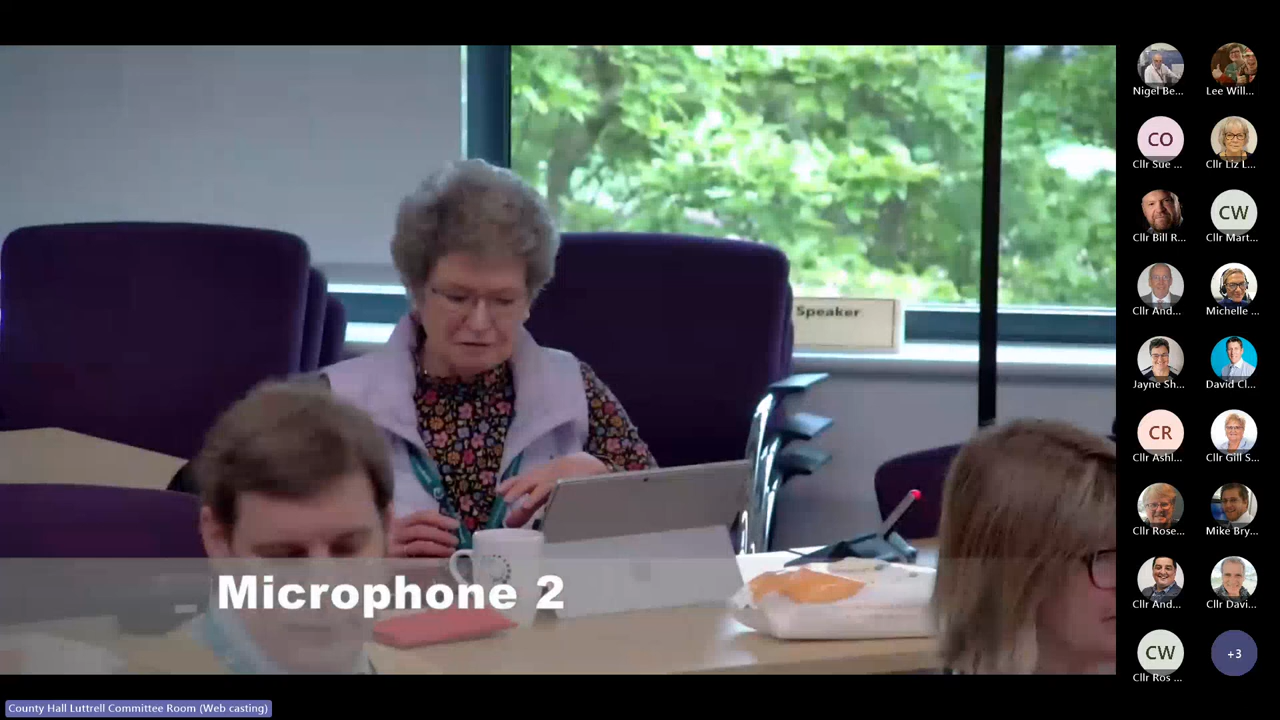 Speaker
Microphone 2
County Hall Luttrell Committee Room (Web casting)
Nigel Be...
Lee Will...
CO
Cllr Sue ...
Cllr Liz L...
Cllr Bill R...
CW
Cllr Mart...
Cllr And...
Michelle ...
Jayne Sh...
David Cl...
CR
Cllr Ashl...
Cllr Gill S...
Cllr Rose...
Mike Bry...
Cllr And...
Cllr Davi...
CW
Cllr Ros ...
+3